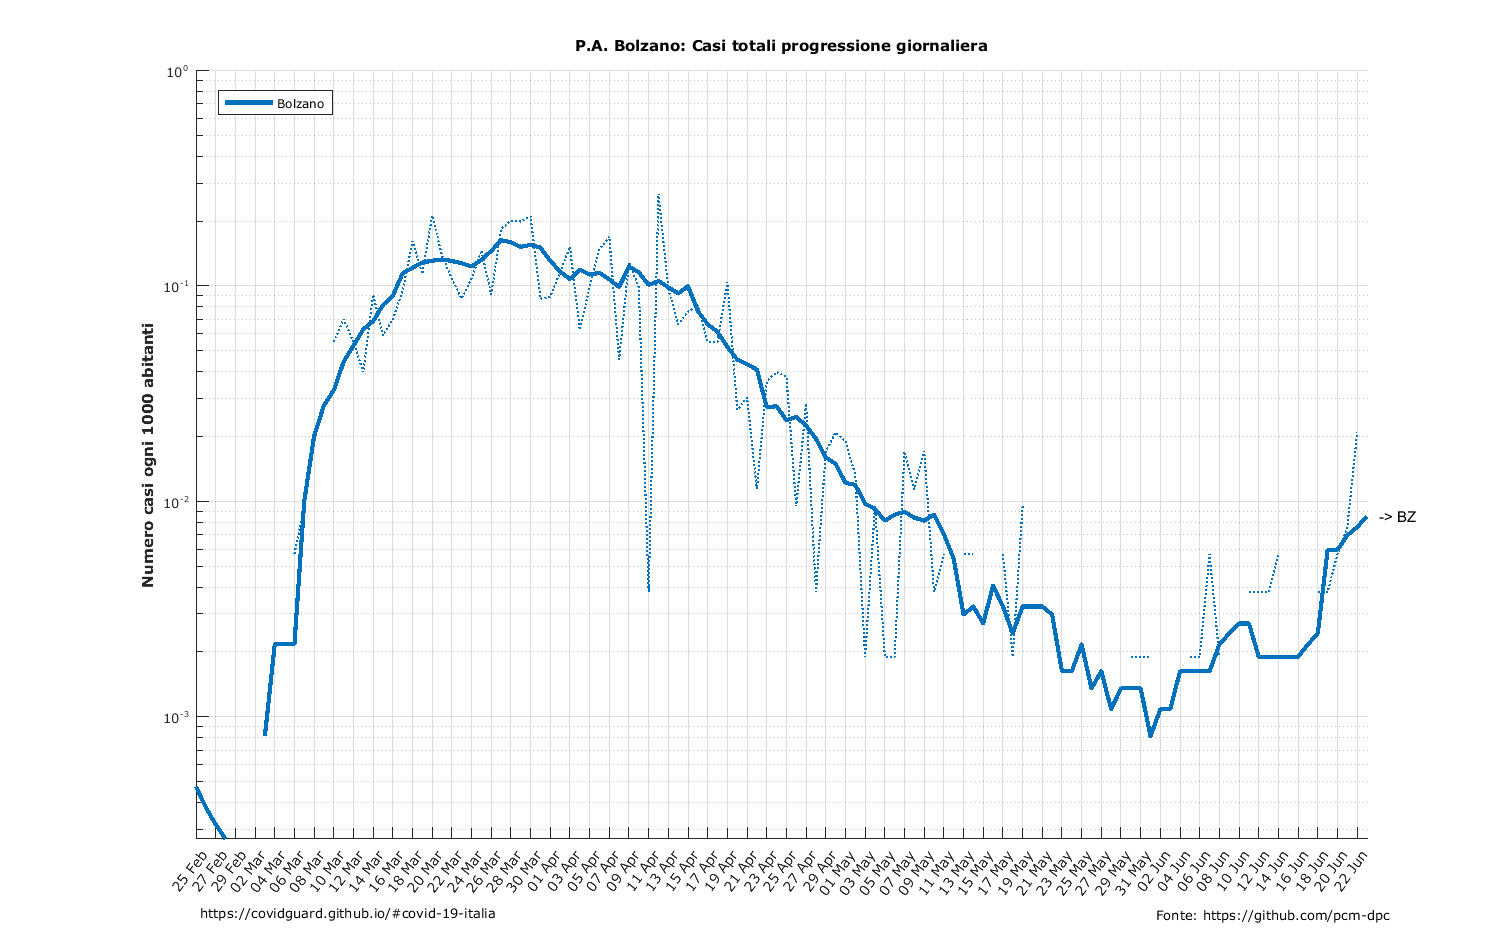 P.A. Bolzano: Casi totali progressione giornaliera
Numero casi ogni 1000 abitanti
10^0
10^-1
10^-2
10^-3
Bolzano
-> BZ
25 Feb
27 Feb
29 Feb
02 Mar
04 Mar
06 Mar
08 Mar
10 Mar
12 Mar
14 Mar
16 Mar
18 Mar
20 Mar
22 Mar
24 Mar
26 Mar
28 Mar
30 Mar
01 Apr
03 Apr
05 Apr
07 Apr
09 Apr
11 Apr
13 Apr
15 Apr
17 Apr
19 Apr
21 Apr
23 Apr
25 Apr
27 Apr
29 Apr
01 May
03 May
05 May
07 May
09 May
11 May
13 May
15 May
17 May
19 May
21 May
23 May
25 May
27 May
29 May
31 May
02 Jun
04 Jun
06 Jun
08 Jun
10 Jun
12 Jun
14 Jun
16 Jun
18 Jun
20 Jun
22 Jun
https://covidguard.github.io/#covid-19-italia
Fonte: https://github.com/pcm-dpc